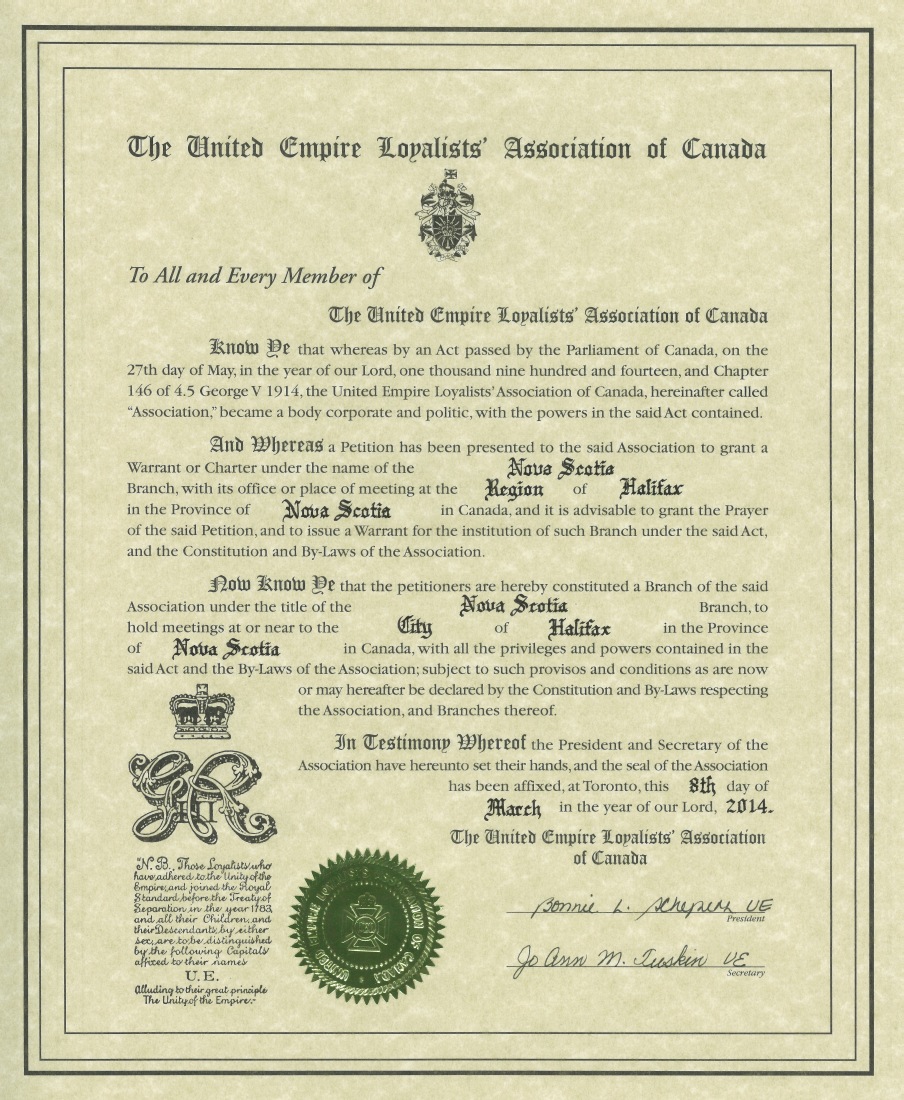 The United Empire Loyalists' Association of Canada
To All and Every Member of
The United Empire Loyalists' Association of Canada
Know Ye that whereas by an Act passed by the Parliament of Canada, on the
27th day of May, in the year of our Lord, one thousand nine hundred and fourteen, and Chapter
146 of 4.5 George V 1914, the United Empire Loyalists' Association of Canada, hereinafter called
"Association," became a body corporate and politic, with the powers in the said Act contained.
And Whereas a Petition has been presented to the said Association to grant a
Warrant or Charter under the name of the Nova Scotia
Branch, with its office or place of meeting at the Region of Halifax
in the Province of Nova Scotia in Canada, and it is advisable to grant the Prayer
of the said Petition, and to issue a Warrant for the institution of such Branch under the said Act,
and the Constitution and By-Laws of the Association.
Now Know Ye that the petitioners are hereby constituted a Branch of the said
Association under the title of the Nova Scotia Branch, to
hold meetings at or near to the City of Halifax in the Province
of Nova Scotia in Canada, with all the privileges and powers contained in the
said Act and the By-Laws of the Association; subject to such provisos and conditions as are now
or may hereafter be declared by the Constitution and By-Laws respecting
the Association, and Branches thereof.
In Testimony Whereof the President and Secretary of the
Association have hereunto set their hands, and the seal of the Association
has been affixed, at Toronto, this 8th day of
March in the year of our Lord, 2014.
The United Empire Loyalists' Association
of Canada
Bonnie L. Schepers UE
President
Jo Ann M. Tuskin UE
Secretary
GR
III
"N.B. Those Loyalists who
have adhered to the Unity of the
Empire, and joined the Royal
Standard before the Treaty of
Separation in the year 1783,
and all their Children, and
their Descendants by either
sex, are to be distinguished
by the following Capitals
affixed to their names
U.E.
Alluding to their great principle
The Unity of the Empire."
UNITED EMPIRE LOYALISTS ASSOCIATION OF CANADA